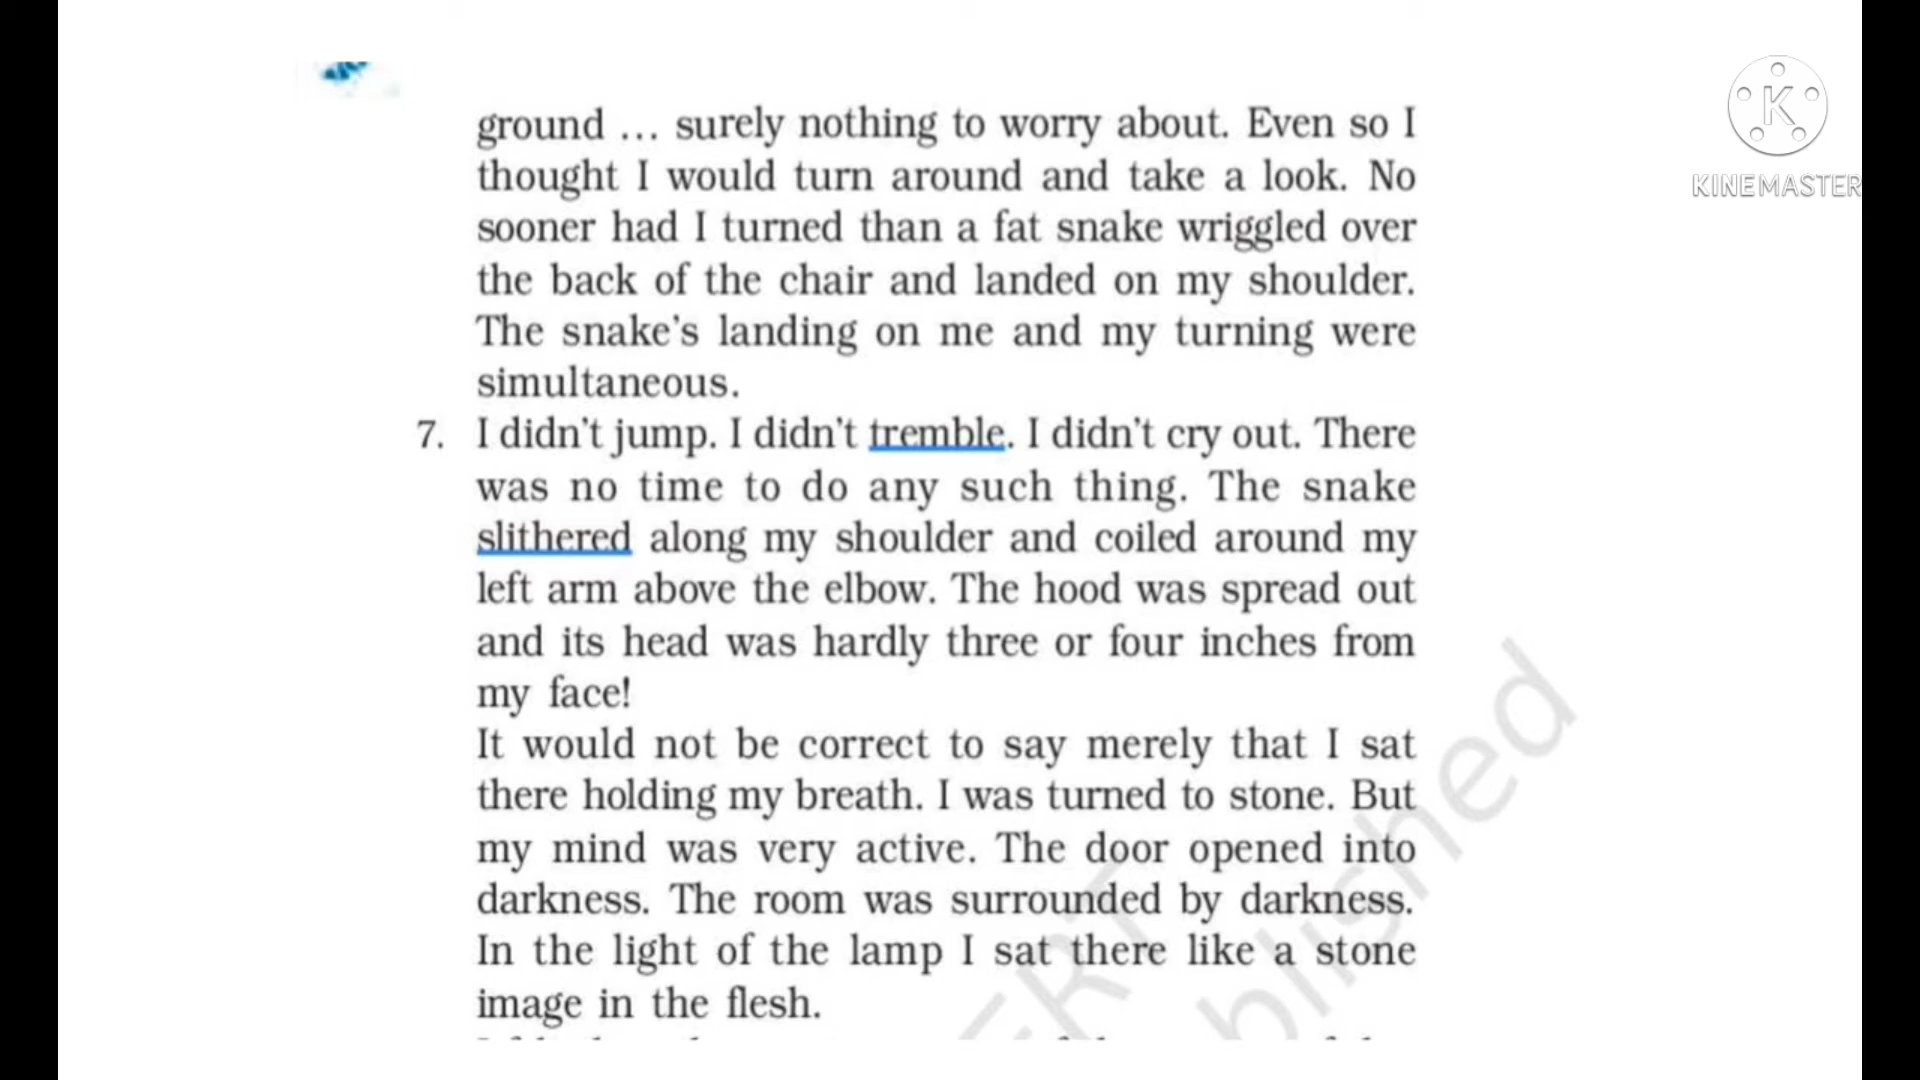 ground ... surely nothing to worry about. Even so I
thought I would turn around and take a look. No
sooner had I turned than a fat snake wriggled over
the back of the chair and landed on my shoulder.
The snake’s landing on me and my turning were
simultaneous.
7. I didn’t jump. I didn’t tremble. I didn’t cry out. There
was no time to do any such thing. The snake
slithered along my shoulder and coiled around my
left arm above the elbow. The hood was spread out
and its head was hardly three or four inches from
my face!
It would not be correct to say merely that I sat
there holding my breath. I was turned to stone. But
my mind was very active. The door opened into
darkness. The room was surrounded by darkness.
In the light of the lamp I sat there like a stone
image in the flesh.
K
KINEMASTER